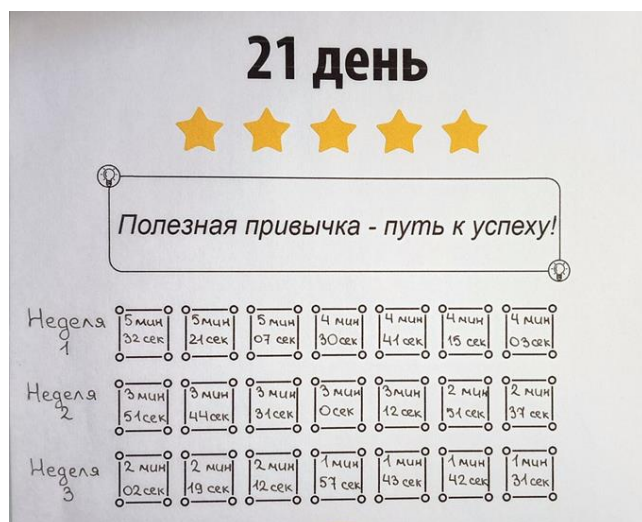 21 день
Полезная привычка - путь к успеху!
Неделя 1
5 мин 32 сек
5 мин 21 сек
5 мин 07 сек
4 мин 30 сек
4 мин 41 сек
4 мин 15 сек
4 мин 03 сек
Неделя 2
3 мин 51 сек
3 мин 44 сек
3 мин 31 сек
3 мин 0 сек
3 мин 12 сек
2 мин 51 сек
2 мин 37 сек
Неделя 3
2 мин 02 сек
2 мин 19 сек
2 мин 12 сек
1 мин 57 сек
1 мин 43 сек
1 мин 42 сек
1 мин 31 сек